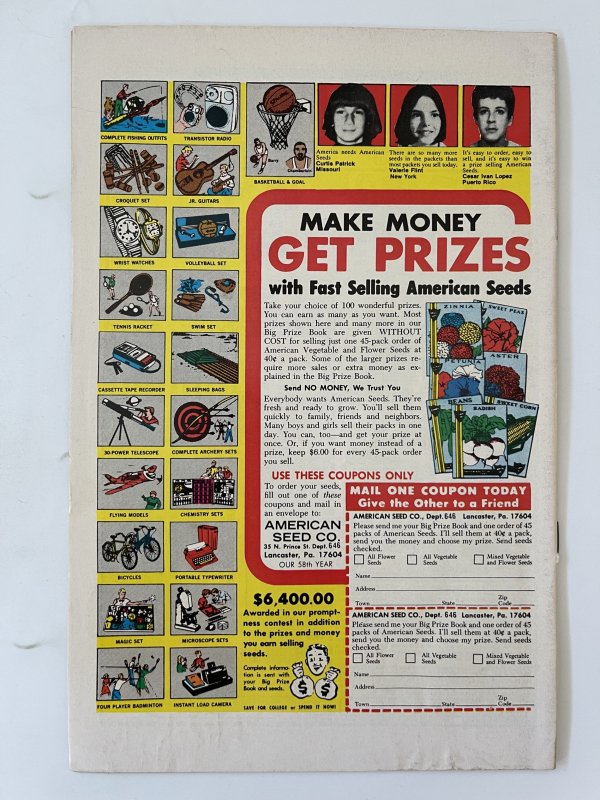 COMPLETE FISHING OUTFITS
TRANSISTOR RADIO
CROQUET SET
JR. GUITARS
WRIST WATCHES
VOLLEYBALL SET
TENNIS RACKET
SWIM SET
CASSETTE TAPE RECORDER
SLEEPING BAGS
30-POWER TELESCOPE
COMPLETE ARCHERY SETS
FLYING MODELS
CHEMISTRY SETS
BICYCLES
PORTABLE TYPEWRITER
MAGIC SET
MICROSCOPE SETS
FOUR PLAYER BADMINTON
INSTANT LOAD CAMERA
Barry
Chamberlain
BASKETBALL & GOAL
America needs American
Seeds
Curtis Patrick
Missouri
There are so many more
seeds in the packets than
most packets you sell today.
Valerie Flint
New York
It's easy to order, easy to
sell, and it's easy to win
a prize selling American
Seeds.
Cesar Ivan Lopez
Puerto Rico
MAKE MONEY
GET PRIZES
with Fast Selling American Seeds
Take your choice of 100 wonderful prizes.
You can earn as many as you want. Most
prizes shown here and many more in our
Big Prize Book are given WITHOUT
COST for selling just one 45-pack order of
American Vegetable and Flower Seeds at
40¢ a pack. Some of the larger prizes re-
quire more sales or extra money as ex-
plained in the Big Prize Book.
Send NO MONEY, We Trust You
Everybody wants American Seeds. They're
fresh and ready to grow. You'll sell them
quickly to family, friends and neighbors.
Many boys and girls sell their packs in one
day. You can, too—and get your prize at
once. Or, if you want money instead of a
prize, keep $6.00 for every 45-pack order
you sell.
ZINNIA
SWEET PEAS
PETUNIA
ASTER
BEANS
RADISH
SWEET CORN
USE THESE COUPONS ONLY
To order your seeds,
fill out one of these
coupons and mail in
an envelope to:
AMERICAN
SEED CO.
35 N. Prince St. Dept. 646
Lancaster, Pa. 17604
OUR 58th YEAR
MAIL ONE COUPON TODAY
Give the Other to a Friend
AMERICAN SEED CO., Dept. 646 Lancaster, Pa. 17604
Please send me your Big Prize Book and one order of 45
packs of American Seeds. I'll sell them at 40¢ a pack,
send you the money and choose my prize. Send seeds
checked.
All Flower
Seeds
All Vegetable
Seeds
Mixed Vegetable
and Flower Seeds
Name
Address
Town State Zip Code
AMERICAN SEED CO., Dept. 646 Lancaster, Pa. 17604
Please send me your Big Prize Book and one order of 45
packs of American Seeds. I'll sell them at 40¢ a pack,
send you the money and choose my prize. Send seeds
checked.
All Flower
Seeds
All Vegetable
Seeds
Mixed Vegetable
and Flower Seeds
Name
Address
Town State Zip Code
$6,400.00
Awarded in our prompt-
ness contest in addition
to the prizes and money
you earn selling
seeds.
Complete informa-
tion is sent with
your Big Prize
Book and seeds.
$ $
SAVE FOR COLLEGE or SPEND IT NOW!